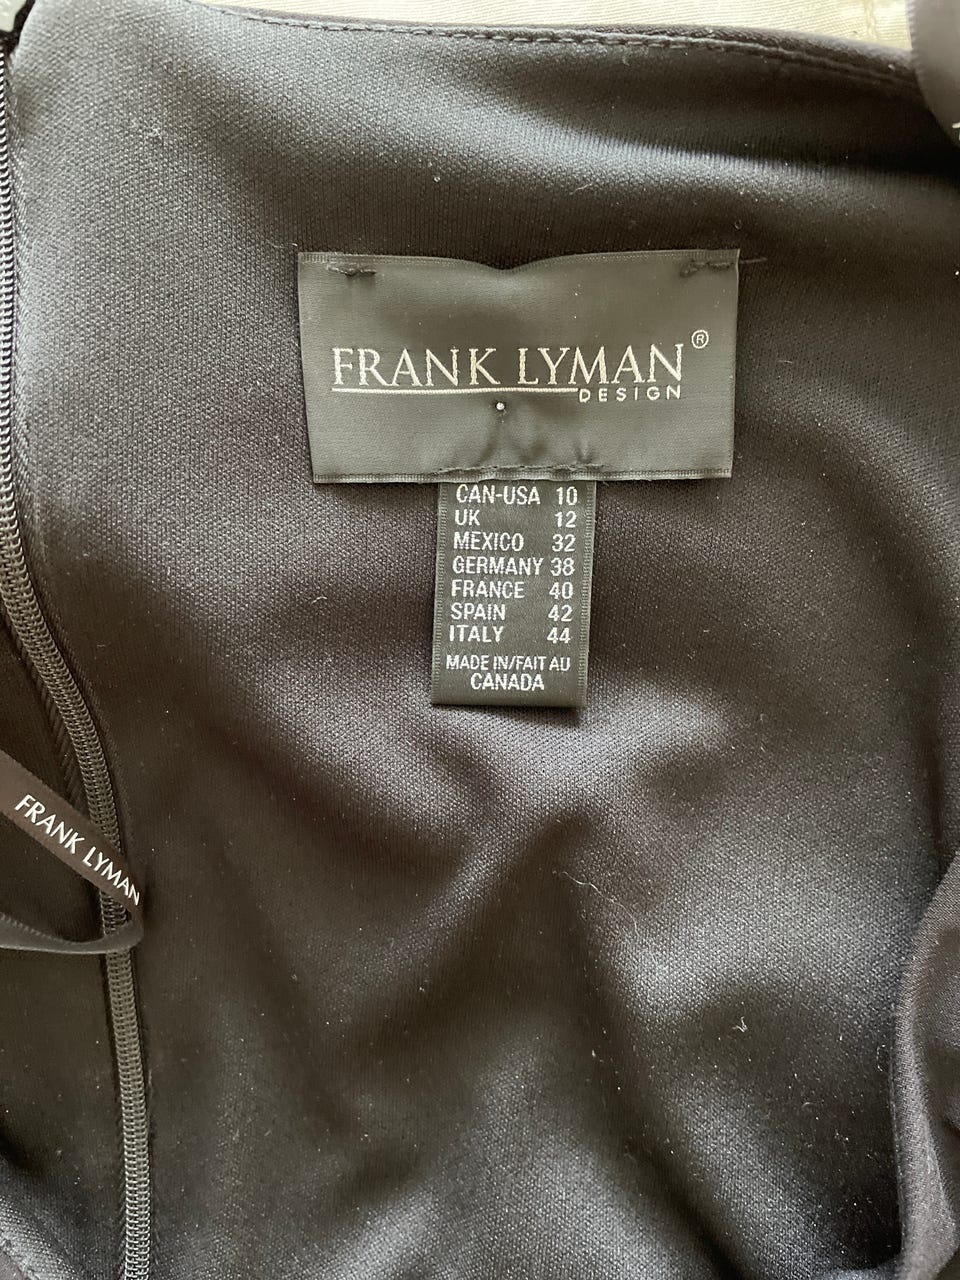 FRANK LYMAN®
DESIGN
CAN-USA 10
UK 12
MEXICO 32
GERMANY 38
FRANCE 40
SPAIN 42
ITALY 44
MADE IN/FAIT AU
CANADA
FRANK LYMAN